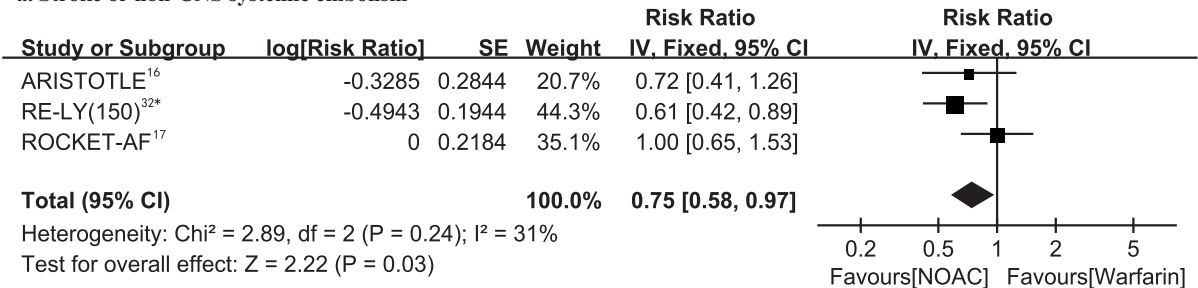 Risk Ratio Risk Ratio
Study or Subgroup log[Risk Ratio] SE Weight IV, Fixed, 95% CI IV, Fixed, 95% CI
ARISTOTLE16 -0.3285 0.2844 20.7% 0.72 [0.41, 1.26]
RE-LY(150)32* -0.4943 0.1944 44.3% 0.61 [0.42, 0.89]
ROCKET-AF17 0 0.2184 35.1% 1.00 [0.65, 1.53]
Total (95% CI) 100.0% 0.75 [0.58, 0.97]
Heterogeneity: Chi² = 2.89, df = 2 (P = 0.24); I² = 31%
Test for overall effect: Z = 2.22 (P = 0.03)
0.2 0.5 1 2 5
Favours[NOAC] Favours[Warfarin]